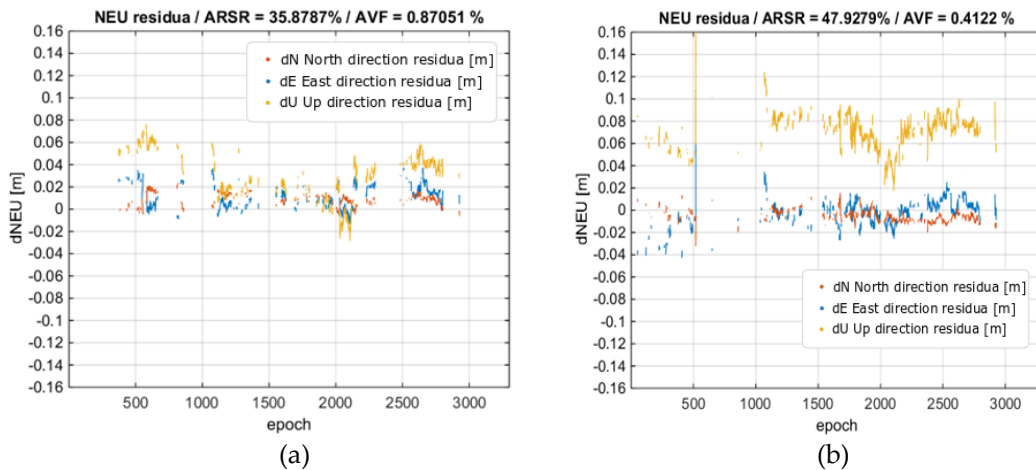 NEU residua / ARSR = 35.8787% / AVF = 0.87051 %
0.16
0.14
0.12
0.1
0.08
0.06
0.04
0.02
0
-0.02
-0.04
-0.06
-0.08
-0.1
-0.12
-0.14
-0.16
dNEU [m]
dN North direction residua [m]
dE East direction residua [m]
dU Up direction residua [m]
500 1000 1500 2000 2500 3000
epoch
(a)
NEU residua / ARSR = 47.9279% / AVF = 0.4122 %
0.16
0.14
0.12
0.1
0.08
0.06
0.04
0.02
0
-0.02
-0.04
-0.06
-0.08
-0.1
-0.12
-0.14
-0.16
dNEU [m]
dN North direction residua [m]
dE East direction residua [m]
dU Up direction residua [m]
500 1000 1500 2000 2500 3000
epoch
(b)